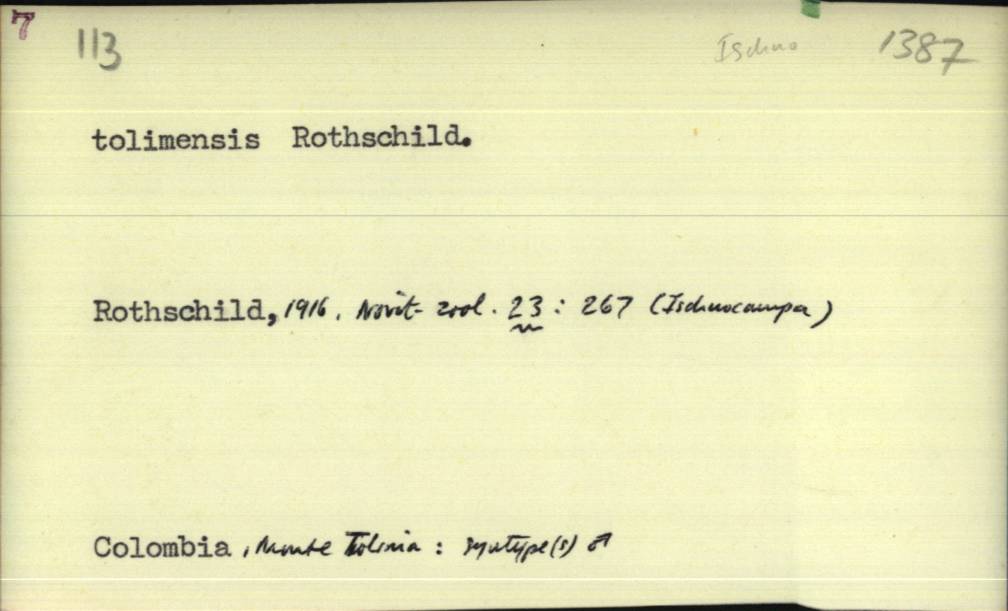 7
113 Ischno 1387
tolimensis Rothschild.
Rothschild, 1916. Novit. zool. 23: 267 (Ischnocampa)
Colombia, Monte Tolima: syntype(s) ♂